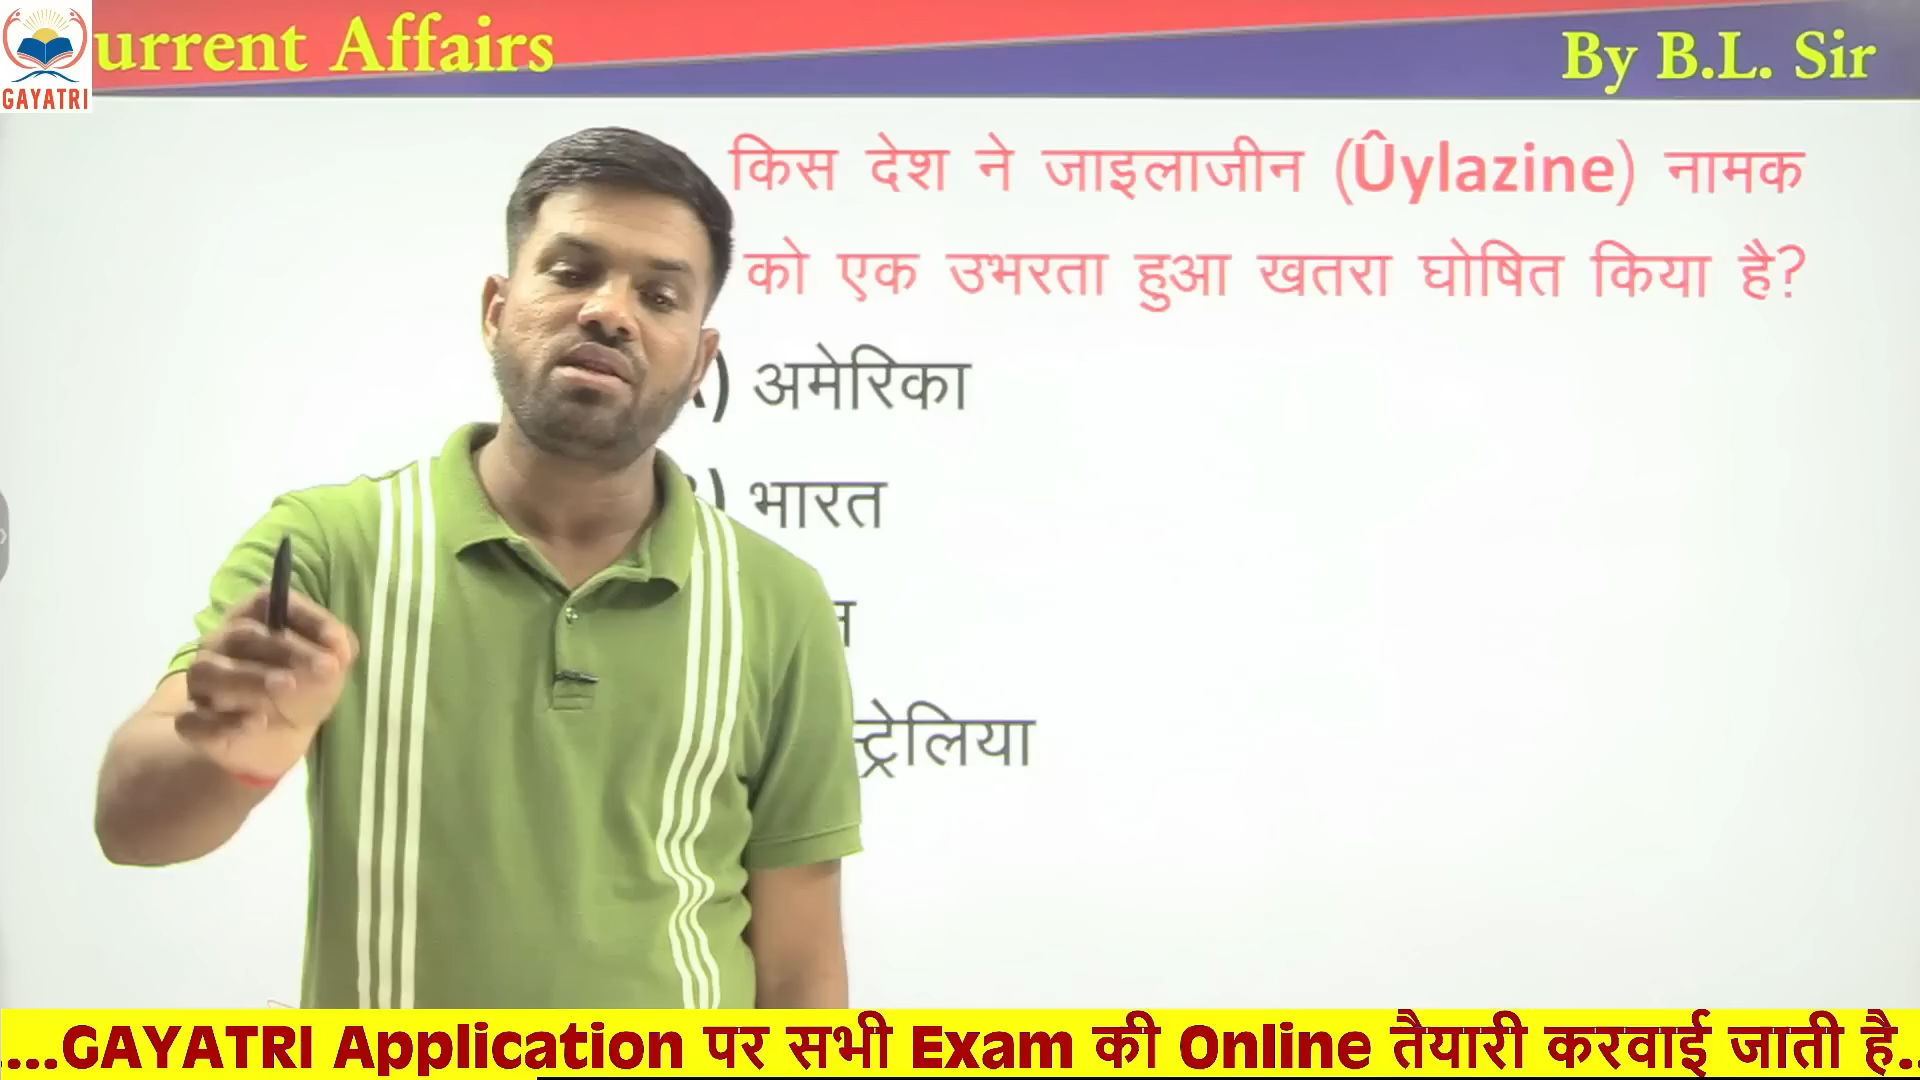 urrent Affairs
By B.L. Sir
GAYATRI
किस देश ने जाइलाजीन (Ûylazine) नामक
को एक उभरता हुआ खतरा घोषित किया है?
) अमेरिका
) भारत
....GAYATRI Application पर सभी Exam की Online तैयारी करवाई जाती है..